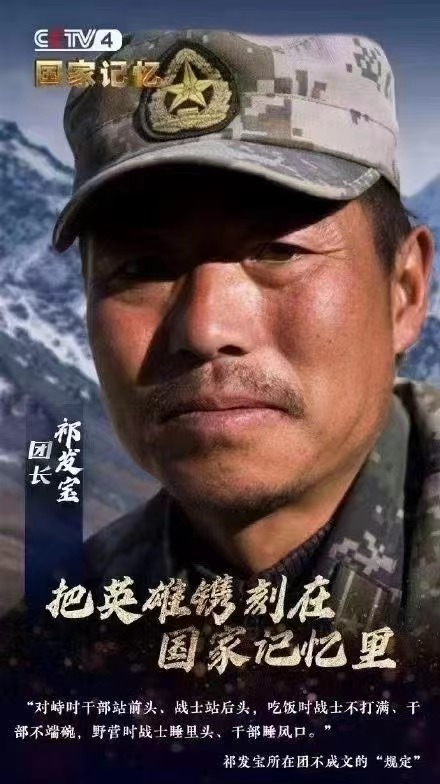 CCTV 4
国家记忆
团长
祁发宝
把英雄镌刻在
国家记忆里
“对峙时干部站前头、战士站后头，吃饭时战士不打满、干
部不端碗，野营时战士睡里头、干部睡风口。”
祁发宝所在团不成文的“规定”